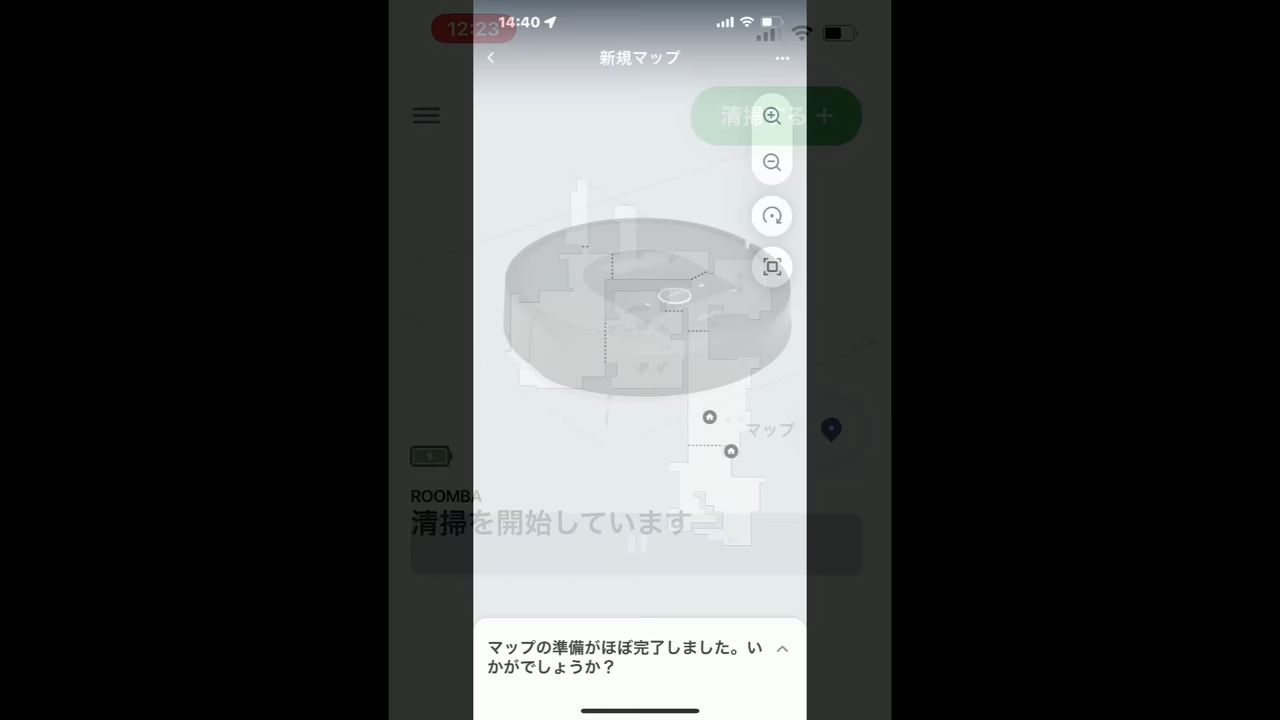 12:23
14:40
新規マップ
清掃する +
マップ
ROOMBA
清掃を開始しています
マップの準備がほぼ完了しました。い
かがでしょうか？